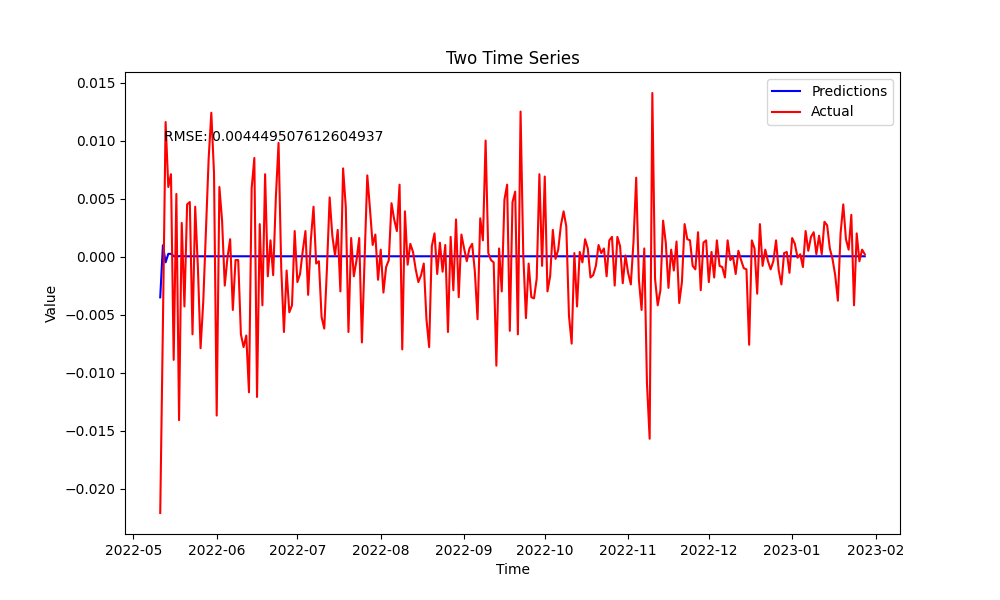 Two Time Series
Predictions
Actual
RMSE: 0.004449507612604937
Value
0.015
0.010
0.005
0.000
−0.005
−0.010
−0.015
−0.020
2022-05 2022-06 2022-07 2022-08 2022-09 2022-10 2022-11 2022-12 2023-01 2023-02
Time